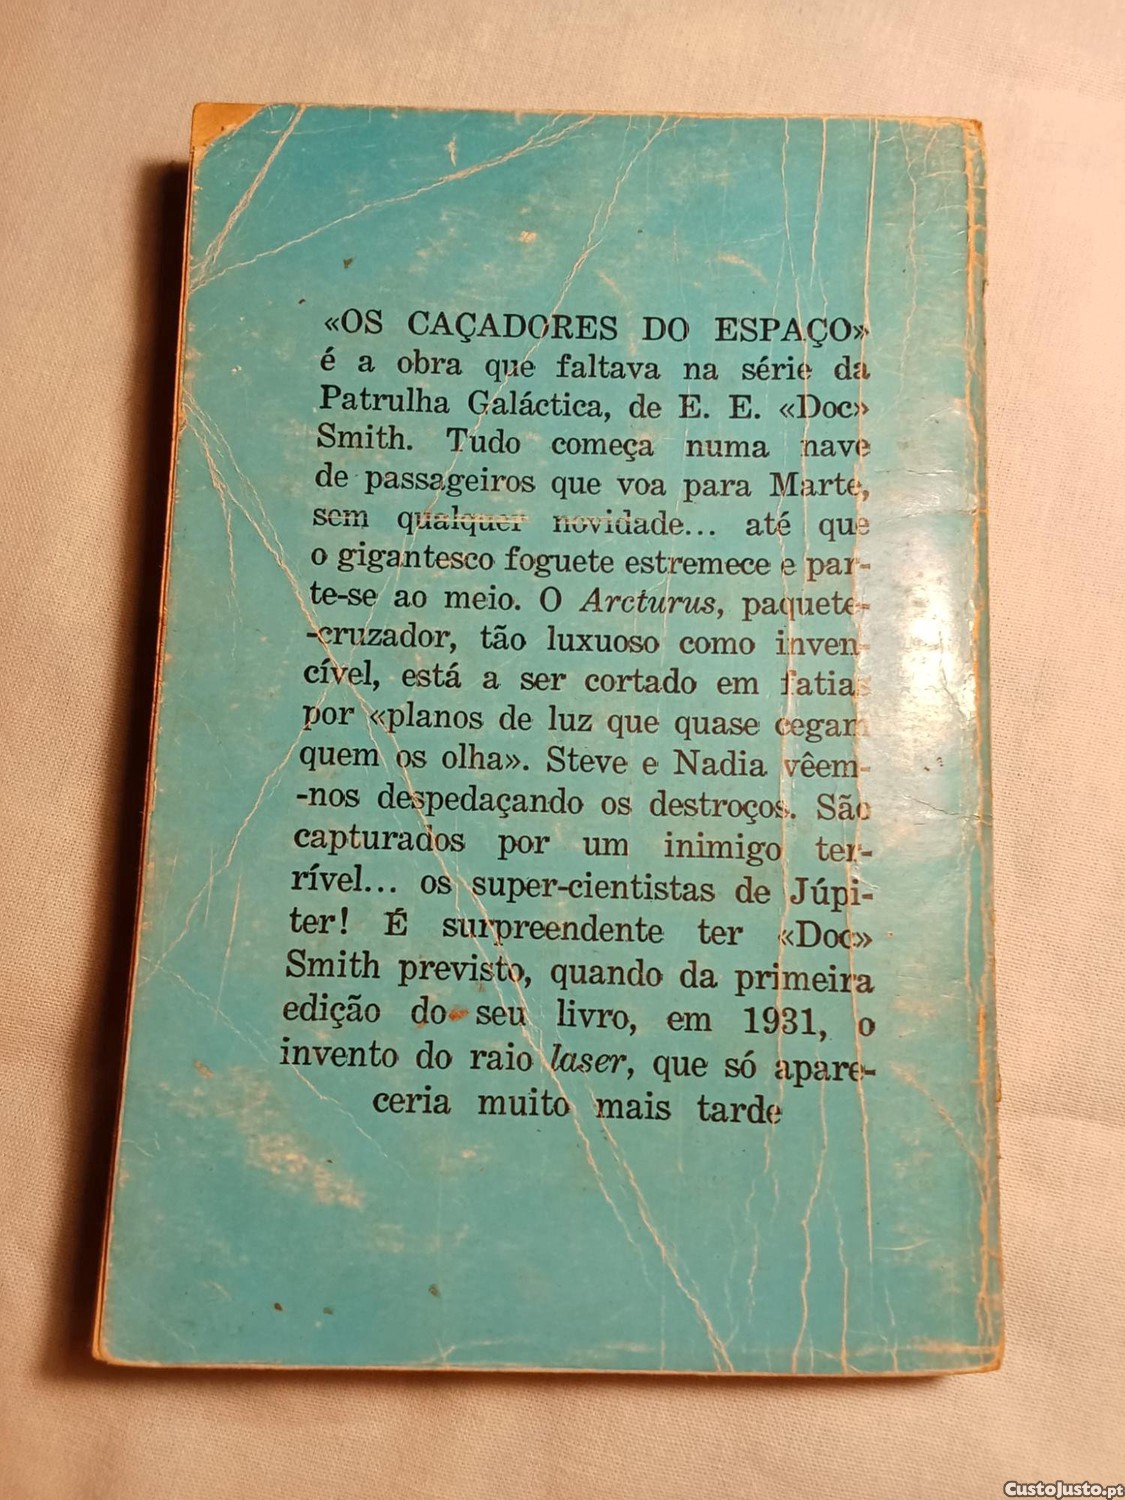 «OS CAÇADORES DO ESPAÇO»
é a obra que faltava na série da
Patrulha Galáctica, de E. E. «Doc»
Smith. Tudo começa numa nave
de passageiros que voa para Marte,
sem qualquer novidade... até que
o gigantesco foguete estremece e par-
te-se ao meio. O Arcturus, paquete-
-cruzador, tão luxuoso como inven-
cível, está a ser cortado em fatias
por «planos de luz que quase cegam
quem os olha». Steve e Nadia vêem-
-nos despedaçando os destroços. São
capturados por um inimigo ter-
rível... os super-cientistas de Júpi-
ter! É surpreendente ter «Doc»
Smith previsto, quando da primeira
edição do seu livro, em 1931, o
invento do raio laser, que só apare-
ceria muito mais tarde
CustoJusto.pt